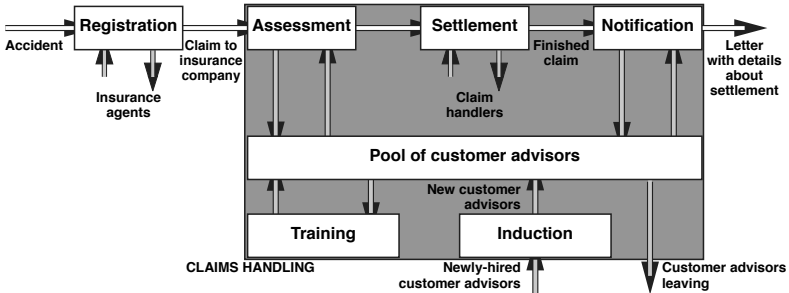 Registration
Assessment
Settlement
Notification
Accident
Claim to
insurance
company
Finished
claim
Letter
with details
about
settlement
Insurance
agents
Claim
handlers
Pool of customer advisors
New customer
advisors
Training
Induction
CLAIMS HANDLING
Newly-hired
customer advisors
Customer advisors
leaving